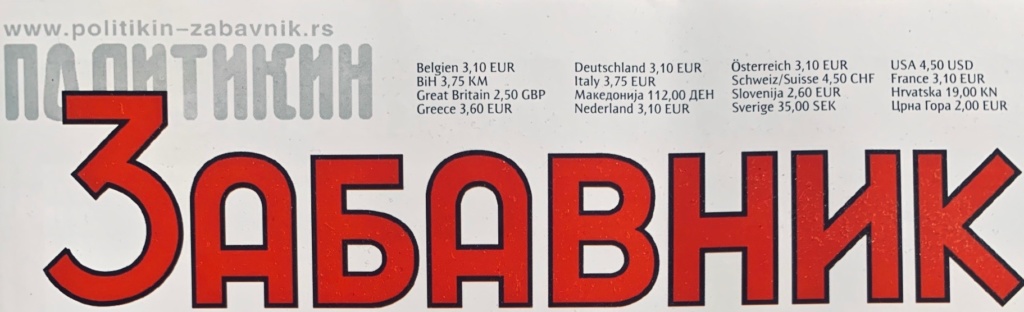 www.politikin-zabavnik.rs
ПОЛИТИКИН
Belgien 3,10 EUR
BiH 3,75 KM
Great Britain 2,50 GBP
Greece 3,60 EUR
Deutschland 3,10 EUR
Italy 3,75 EUR
Македонија 112,00 ДЕН
Nederland 3,10 EUR
Österreich 3,10 EUR
Schweiz/Suisse 4,50 CHF
Slovenija 2,60 EUR
Sverige 35,00 SEK
USA 4,50 USD
France 3,10 EUR
Hrvatska 19,00 KN
Црна Гора 2,00 EUR
ЗАБАВНИК